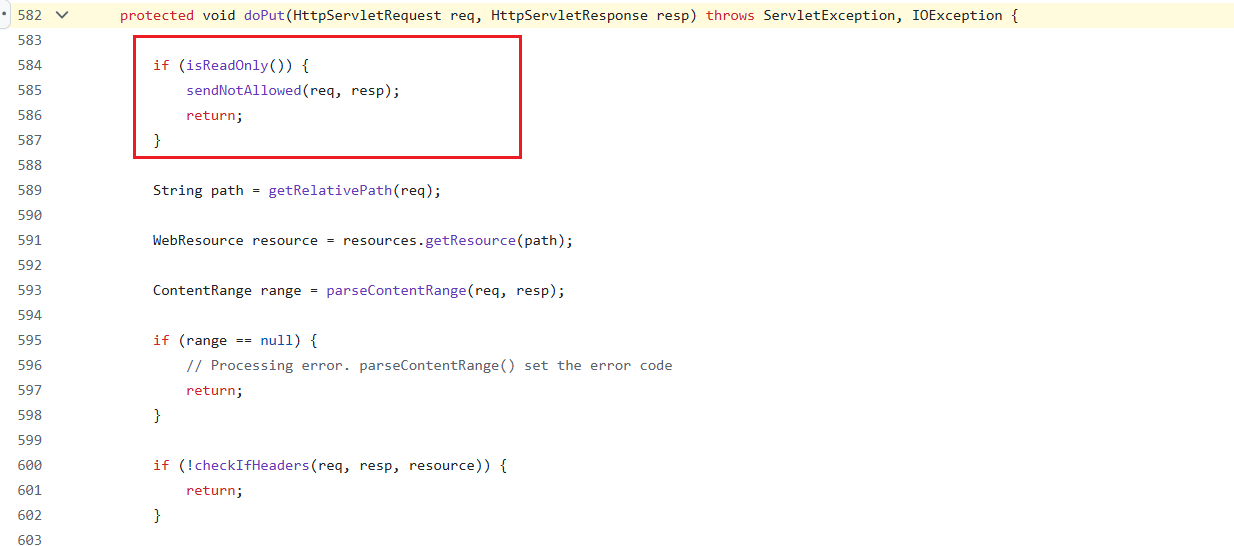 582 protected void doPut(HttpServletRequest req, HttpServletResponse resp) throws ServletException, IOException {
583
584 if (isReadOnly()) {
585 sendNotAllowed(req, resp);
586 return;
587 }
588
589 String path = getRelativePath(req);
590
591 WebResource resource = resources.getResource(path);
592
593 ContentRange range = parseContentRange(req, resp);
594
595 if (range == null) {
596 // Processing error. parseContentRange() set the error code
597 return;
598 }
599
600 if (!checkIfHeaders(req, resp, resource)) {
601 return;
602 }
603